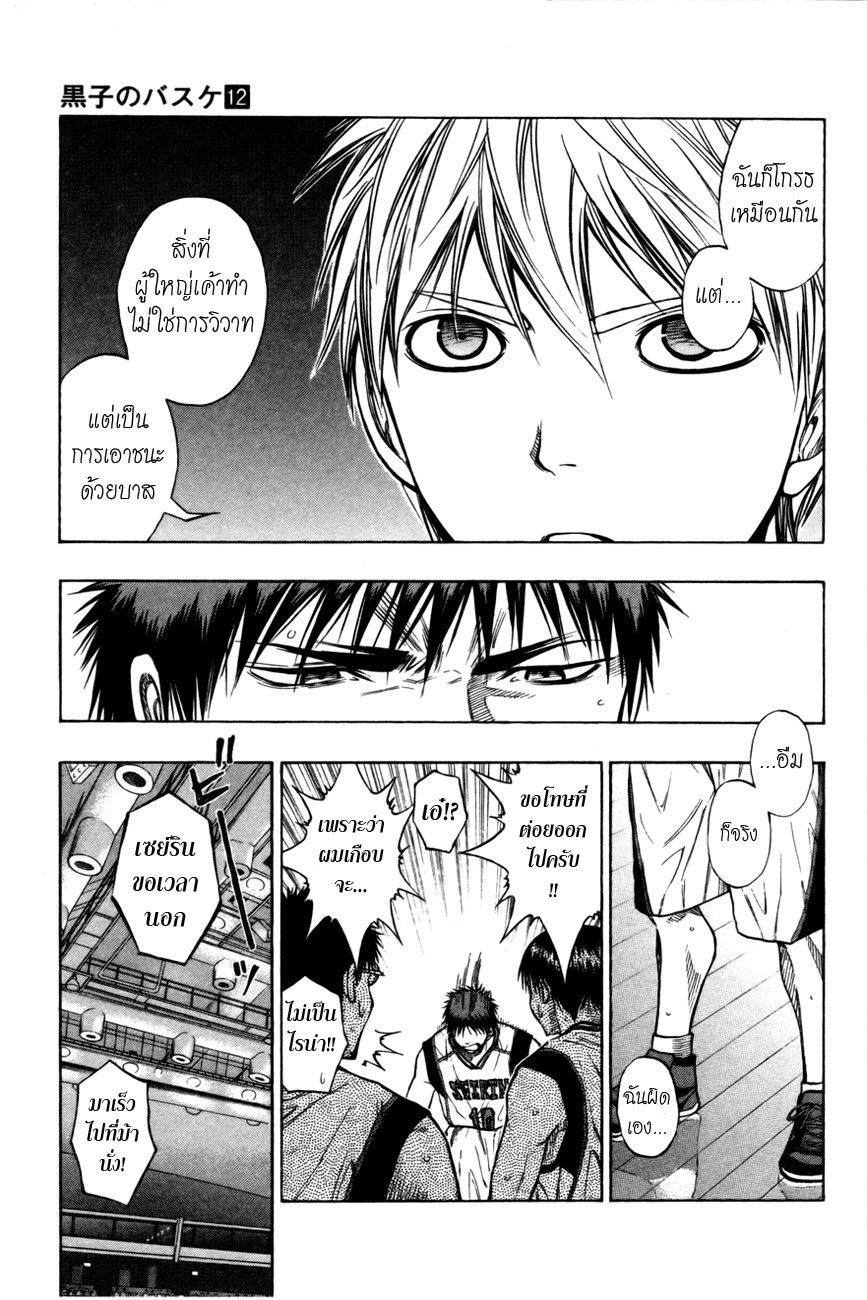 黒子のバスケ12
ฉันก็โกรธ
เหมือนกัน
แต่...
สิ่งที่
ผู้ใหญ่เค้าทำ
ไม่ใช่การวิวาท
แต่เป็น
การเอาชนะ
ด้วยบาส
...อืม
ก็จริง
ฉันผิด
เอง...
ขอโทษที่
ต่อยออก
ไปครับ
!!
เอ๋!?
เพราะว่า
ผมเกือบ
จะ...
ไม่เป็น
ไรน่า!!
SEIRIN
10
!!
เซย์ริน
ขอเวลา
นอก
มาเร็ว
ไปที่ม้า
นั่ง!